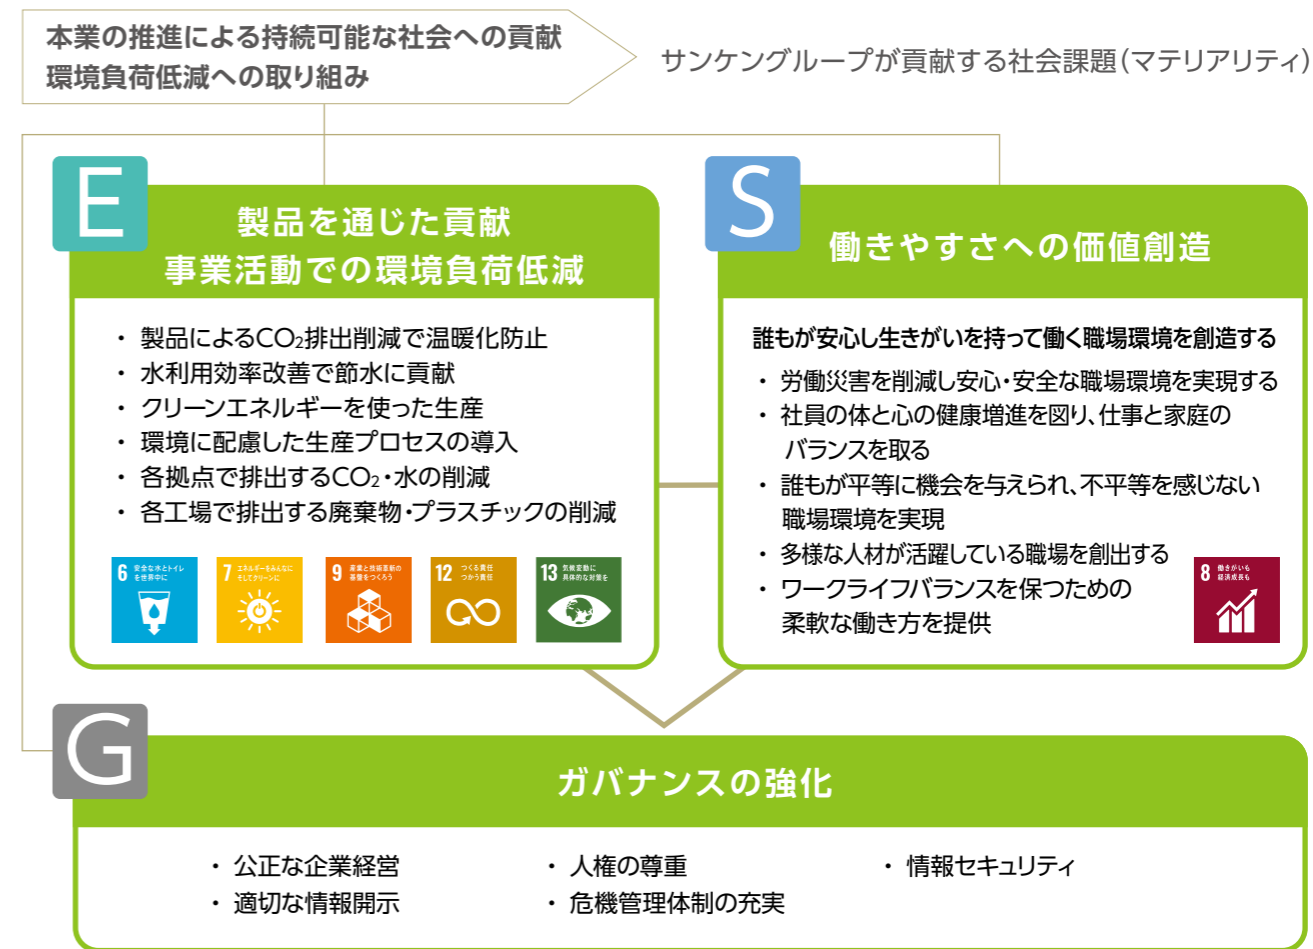 本業の推進による持続可能な社会への貢献
環境負荷低減への取り組み
サンケングループが貢献する社会課題(マテリアリティ)
E
製品を通じた貢献
事業活動での環境負荷低減
・ 製品によるCO₂排出削減で温暖化防止
・ 水利用効率改善で節水に貢献
・ クリーンエネルギーを使った生産
・ 環境に配慮した生産プロセスの導入
・ 各拠点で排出するCO₂・水の削減
・ 各工場で排出する廃棄物・プラスチックの削減
6 安全な水とトイレ
を世界中に
7 エネルギーをみんなに
そしてクリーンに
9 産業と技術革新の
基盤をつくろう
12 つくる責任
つかう責任
13 気候変動に
具体的な対策を
S
働きやすさへの価値創造
誰もが安心し生きがいを持って働く職場環境を創造する
・ 労働災害を削減し安心・安全な職場環境を実現する
・ 社員の体と心の健康増進を図り、仕事と家庭の
バランスを取る
・ 誰もが平等に機会を与えられ、不平等を感じない
職場環境を実現
・ 多様な人材が活躍している職場を創出する
・ ワークライフバランスを保つための
柔軟な働き方を提供
8 働きがいも
経済成長も
G
ガバナンスの強化
・ 公正な企業経営
・ 適切な情報開示
・ 人権の尊重
・ 危機管理体制の充実
・ 情報セキュリティ